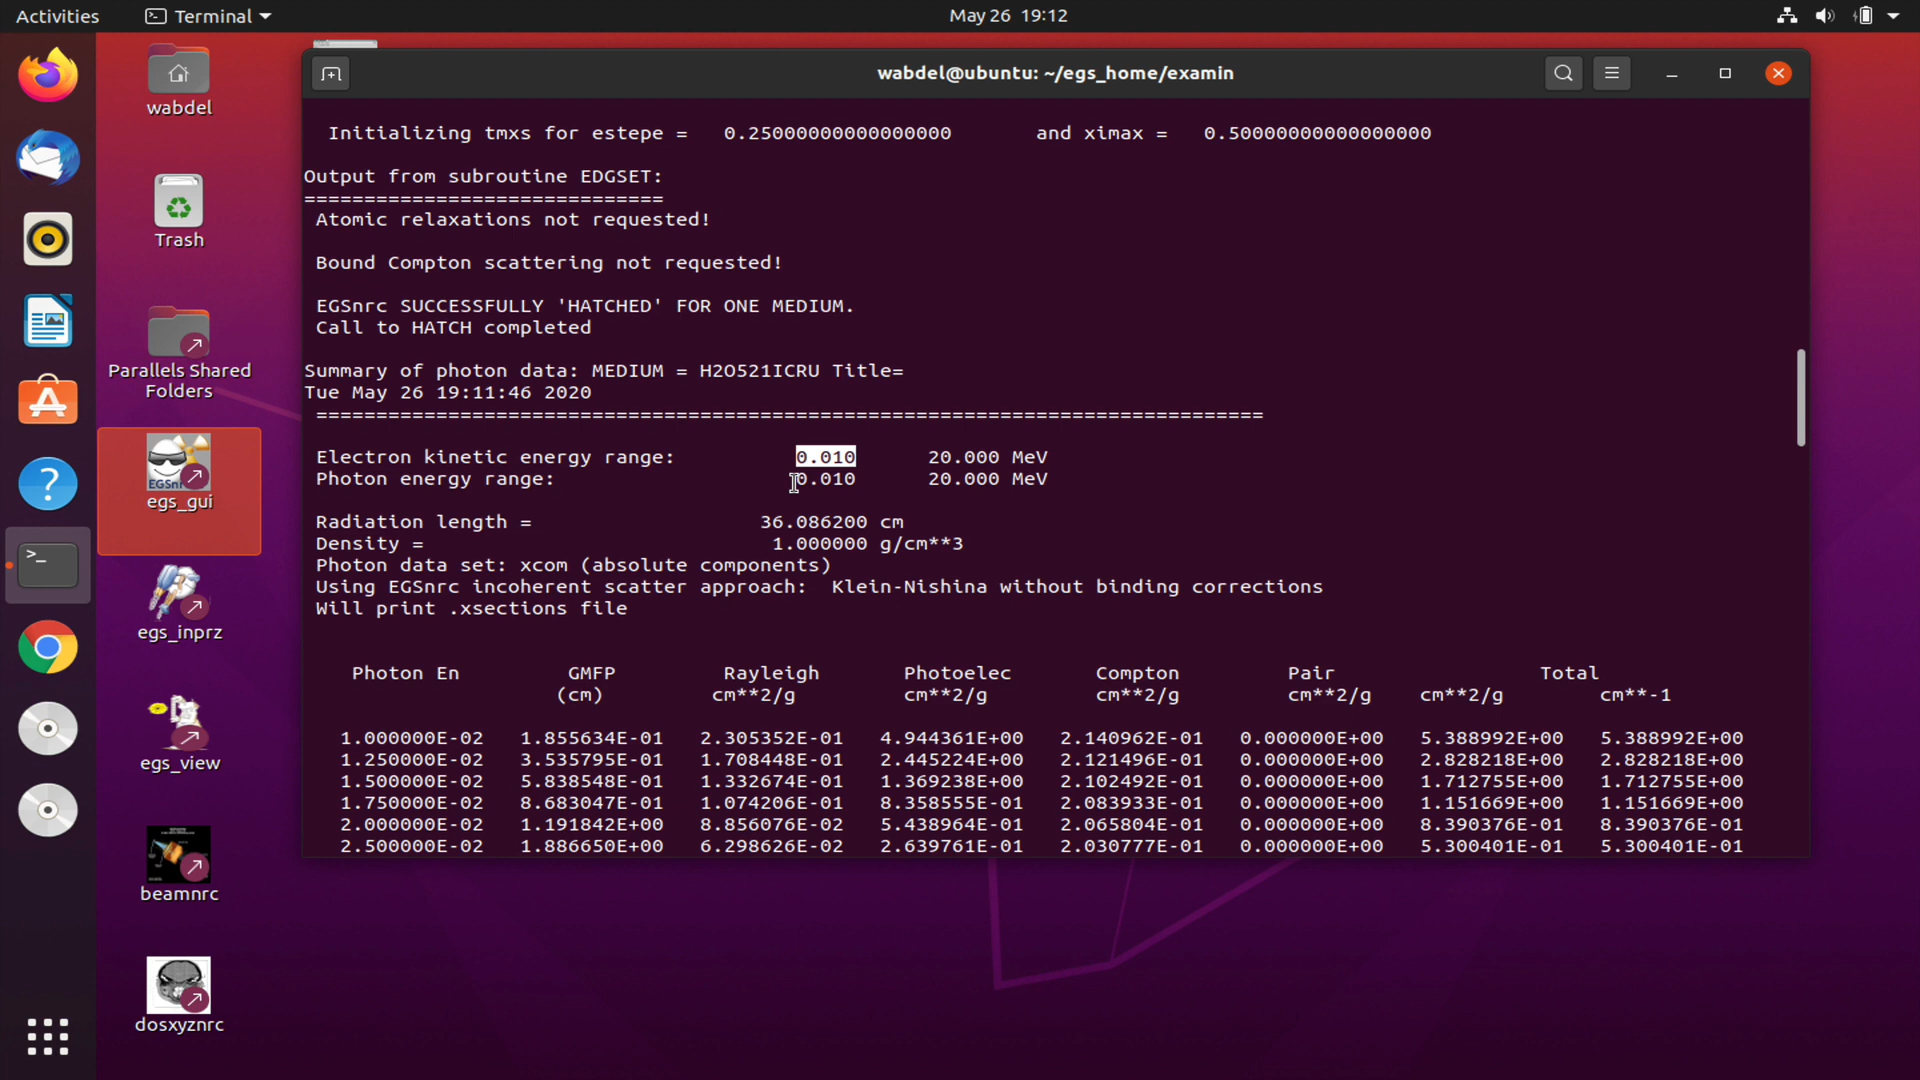 Activities
Terminal
May 26 19:12
wabdel
Trash
Parallels Shared
Folders
EGSnr
egs_gui
egs_inprz
egs_view
beamnrc
dosxyznrc
wabdel@ubuntu: ~/egs_home/examin
Initializing tmxs for estepe = 0.25000000000000000 and ximax = 0.50000000000000000
Output from subroutine EDGSET:
==============================
Atomic relaxations not requested!
Bound Compton scattering not requested!
EGSnrc SUCCESSFULLY 'HATCHED' FOR ONE MEDIUM.
Call to HATCH completed
Summary of photon data: MEDIUM = H2O521ICRU Title=
Tue May 26 19:11:46 2020
===============================================================================
Electron kinetic energy range: 0.010 20.000 MeV
Photon energy range: 0.010 20.000 MeV
Radiation length = 36.086200 cm
Density = 1.000000 g/cm**3
Photon data set: xcom (absolute components)
Using EGSnrc incoherent scatter approach: Klein-Nishina without binding corrections
Will print .xsections file
Photon En GMFP Rayleigh Photoelec Compton Pair Total
(cm) cm**2/g cm**2/g cm**2/g cm**2/g cm**2/g cm**-1
1.000000E-02 1.855634E-01 2.305352E-01 4.944361E+00 2.140962E-01 0.000000E+00 5.388992E+00 5.388992E+00
1.250000E-02 3.535795E-01 1.708448E-01 2.445224E+00 2.121496E-01 0.000000E+00 2.828218E+00 2.828218E+00
1.500000E-02 5.838548E-01 1.332674E-01 1.369238E+00 2.102492E-01 0.000000E+00 1.712755E+00 1.712755E+00
1.750000E-02 8.683047E-01 1.074206E-01 8.358555E-01 2.083933E-01 0.000000E+00 1.151669E+00 1.151669E+00
2.000000E-02 1.191842E+00 8.856076E-02 5.438964E-01 2.065804E-01 0.000000E+00 8.390376E-01 8.390376E-01
2.500000E-02 1.886650E+00 6.298626E-02 2.639761E-01 2.030777E-01 0.000000E+00 5.300401E-01 5.300401E-01